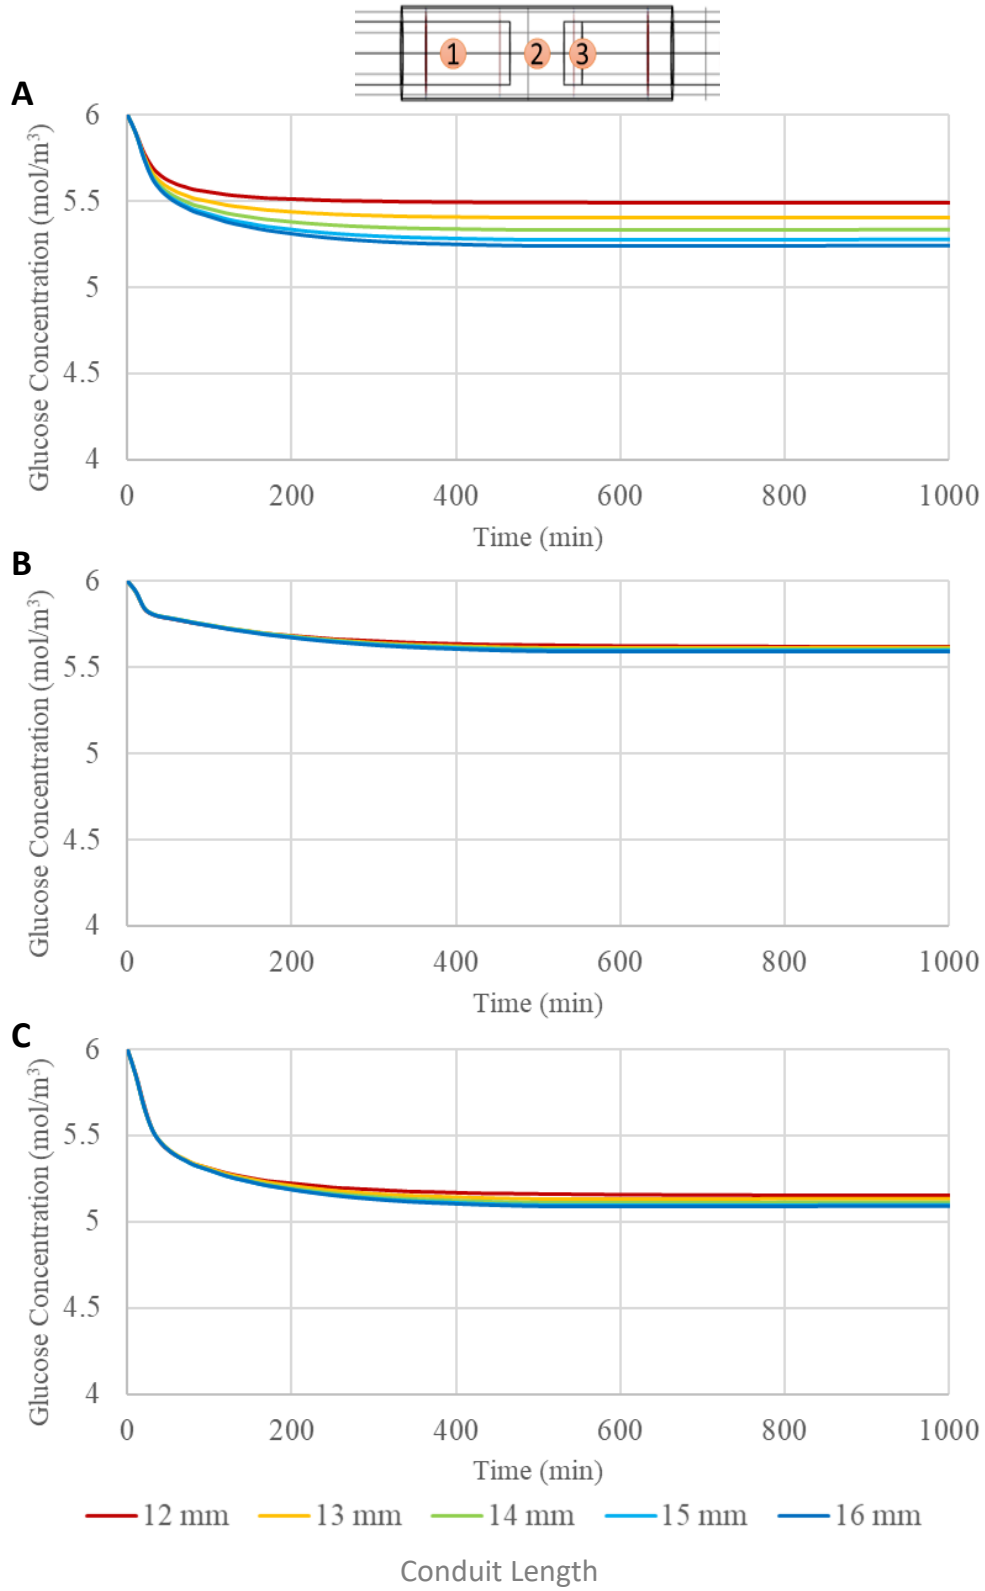 1 2 3
A
Glucose Concentration (mol/m³)
6
5.5
5
4.5
4
0 200 400 600 800 1000
Time (min)
B
Glucose Concentration (mol/m³)
6
5.5
5
4.5
4
0 200 400 600 800 1000
Time (min)
C
Glucose Concentration (mol/m³)
6
5.5
5
4.5
4
0 200 400 600 800 1000
Time (min)
12 mm 13 mm 14 mm 15 mm 16 mm
Conduit Length